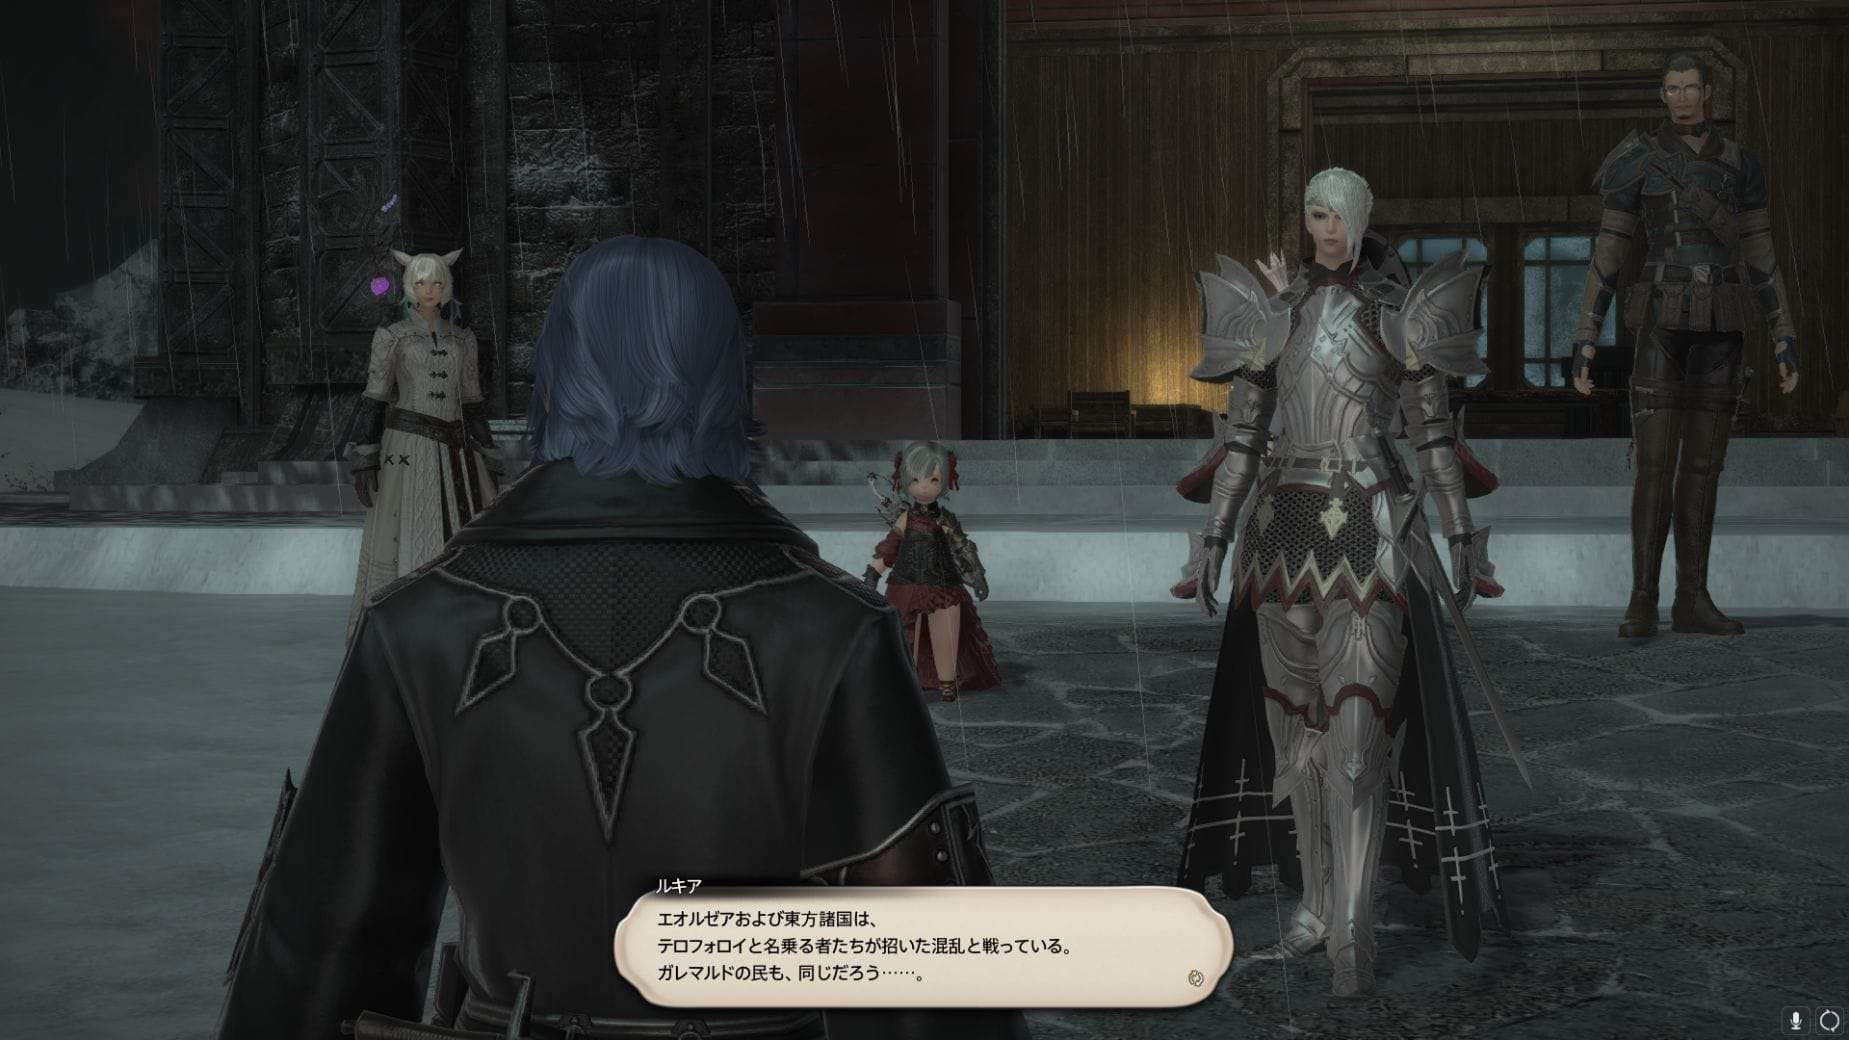 ルキア
エオルゼアおよび東方諸国は、
テロフォロイと名乗る者たちが招いた混乱と戦っている。
ガレマルドの民も、同じだろう……。